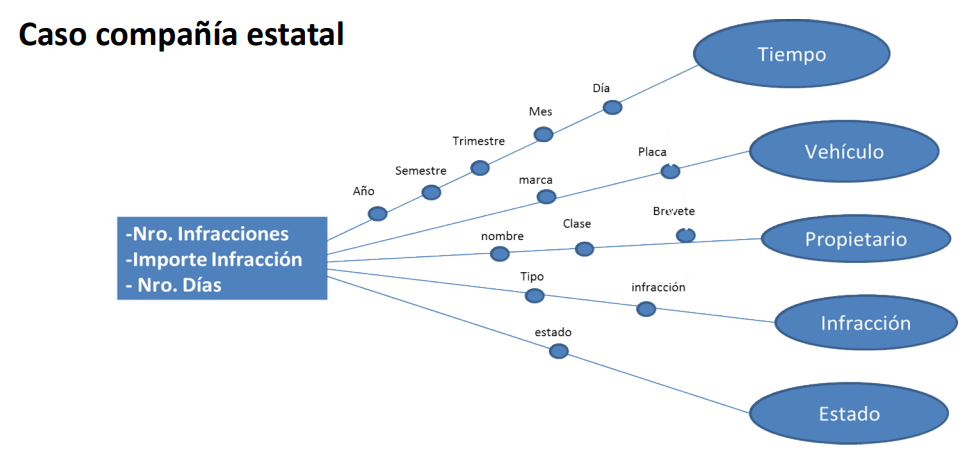 Caso compañía estatal
Tiempo
Día
Mes
Trimestre
Semestre
Año
Vehículo
Placa
marca
-Nro. Infracciones
-Importe Infracción
- Nro. Días
Propietario
Brevete
Clase
nombre
Tipo
infracción
Infracción
estado
Estado